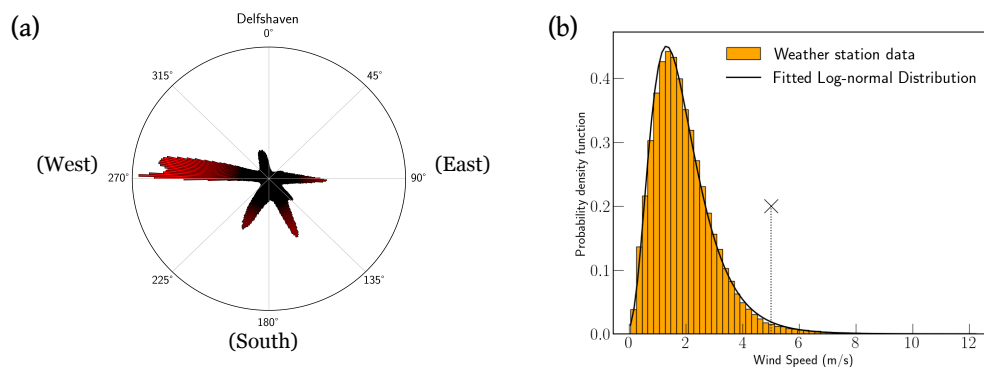 (a)
Delfshaven
0°
315°
45°
(West)
(East)
270°
90°
225°
135°
180°
(South)
(b)
Weather station data
Fitted Log-normal Distribution
Probability density function
0.4
0.3
0.2
0.1
0.0
0 2 4 6 8 10 12
Wind Speed (m/s)